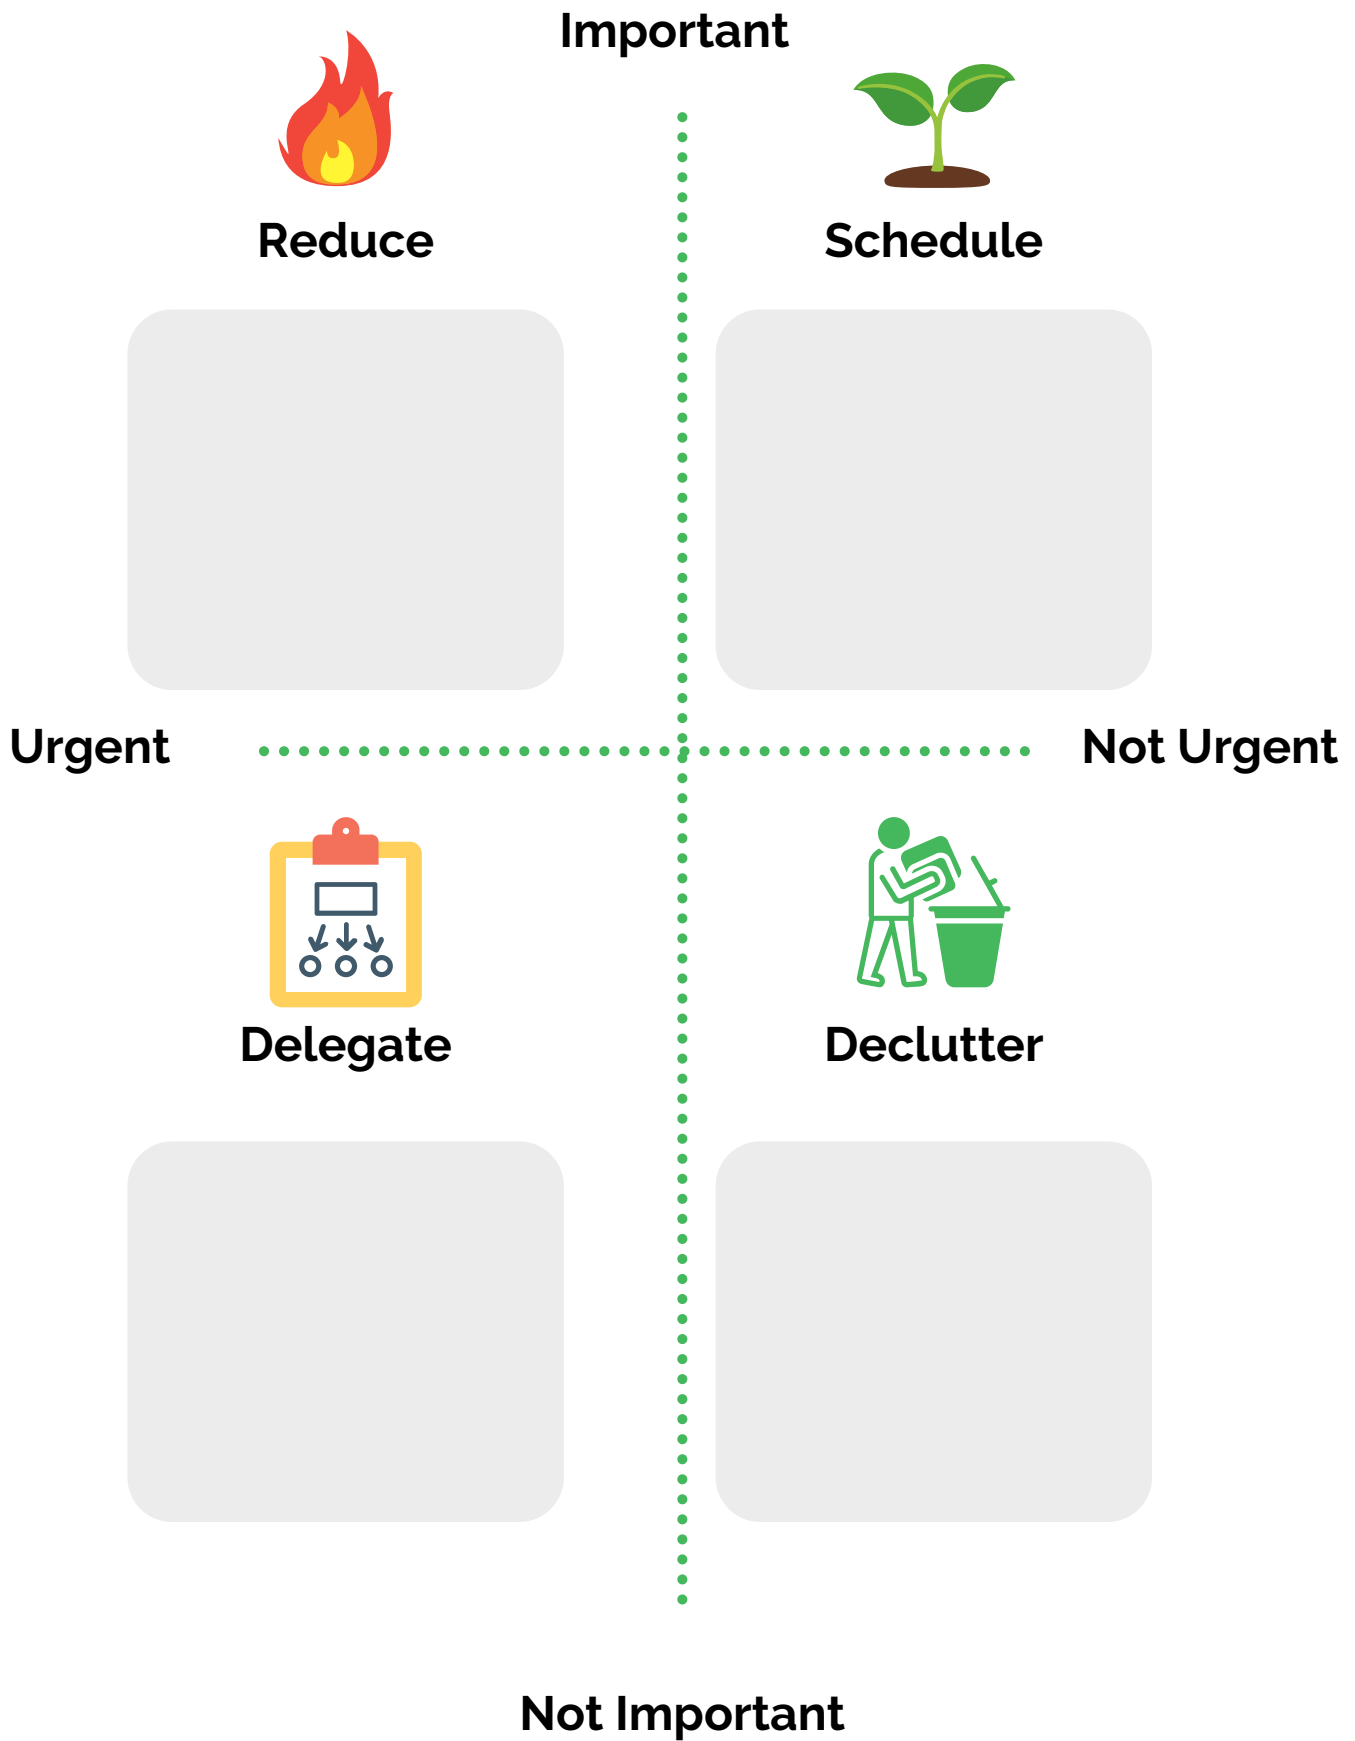 Important
Reduce
Schedule
Urgent
Not Urgent
Delegate
Declutter
Not Important